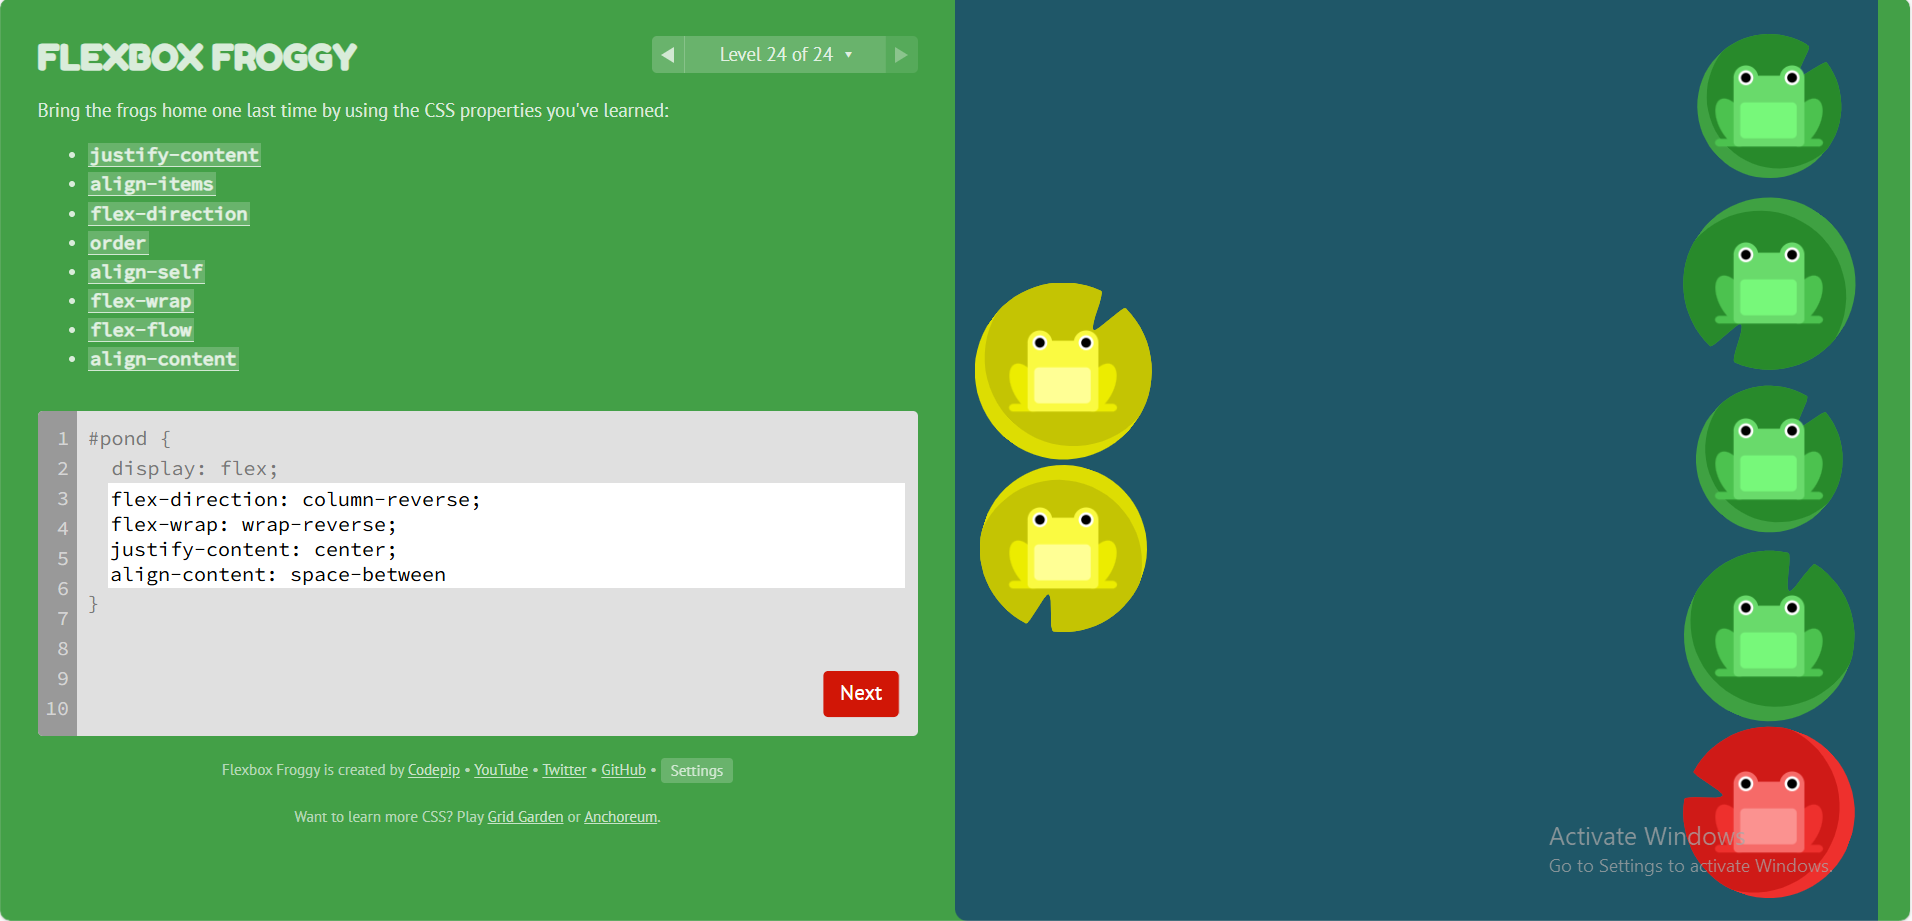 FLEXBOX FROGGY
◀ Level 24 of 24 ▼ ▶
Bring the frogs home one last time by using the CSS properties you've learned:
• justify-content
• align-items
• flex-direction
• order
• align-self
• flex-wrap
• flex-flow
• align-content
1 #pond {
2 display: flex;
3 flex-direction: column-reverse;
4 flex-wrap: wrap-reverse;
5 justify-content: center;
6 align-content: space-between
7 }
8
9
10
Next
Flexbox Froggy is created by Codepip • YouTube • Twitter • GitHub • Settings
Want to learn more CSS? Play Grid Garden or Anchoreum.
Activate Windows
Go to Settings to activate Windows.